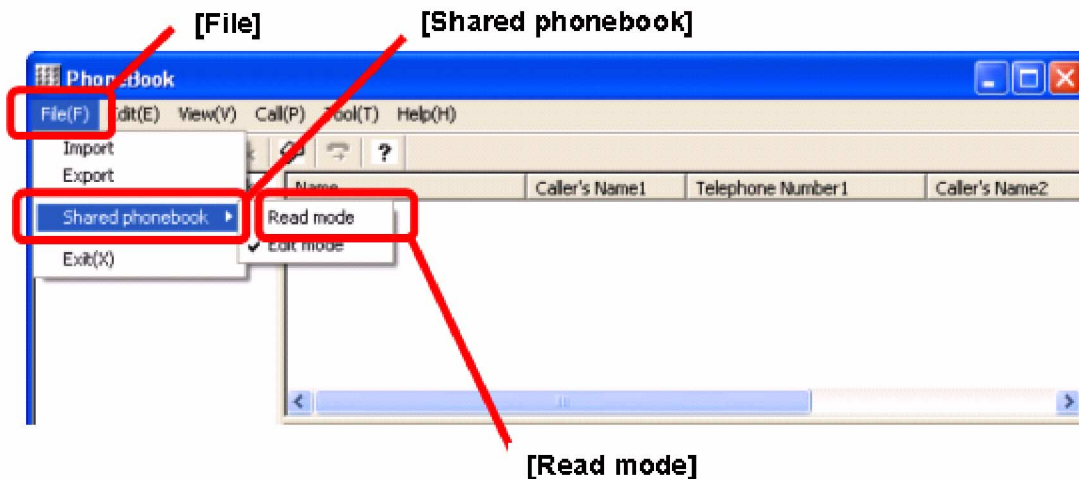 [File] [Shared phonebook]
PhoneBook
File(F) Edit(E) View(V) Call(P) Tool(T) Help(H)
Import
?
Export
Name Caller's Name1 Telephone Number1 Caller's Name2
Shared phonebook Read mode
Edit mode
Exit(X)
[Read mode]